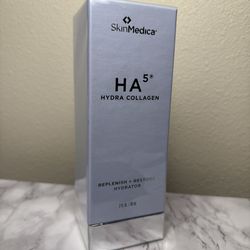 SkinMedica®
HA5®
HYDRA COLLAGEN
REPLENISH + RESTORE
HYDRATOR